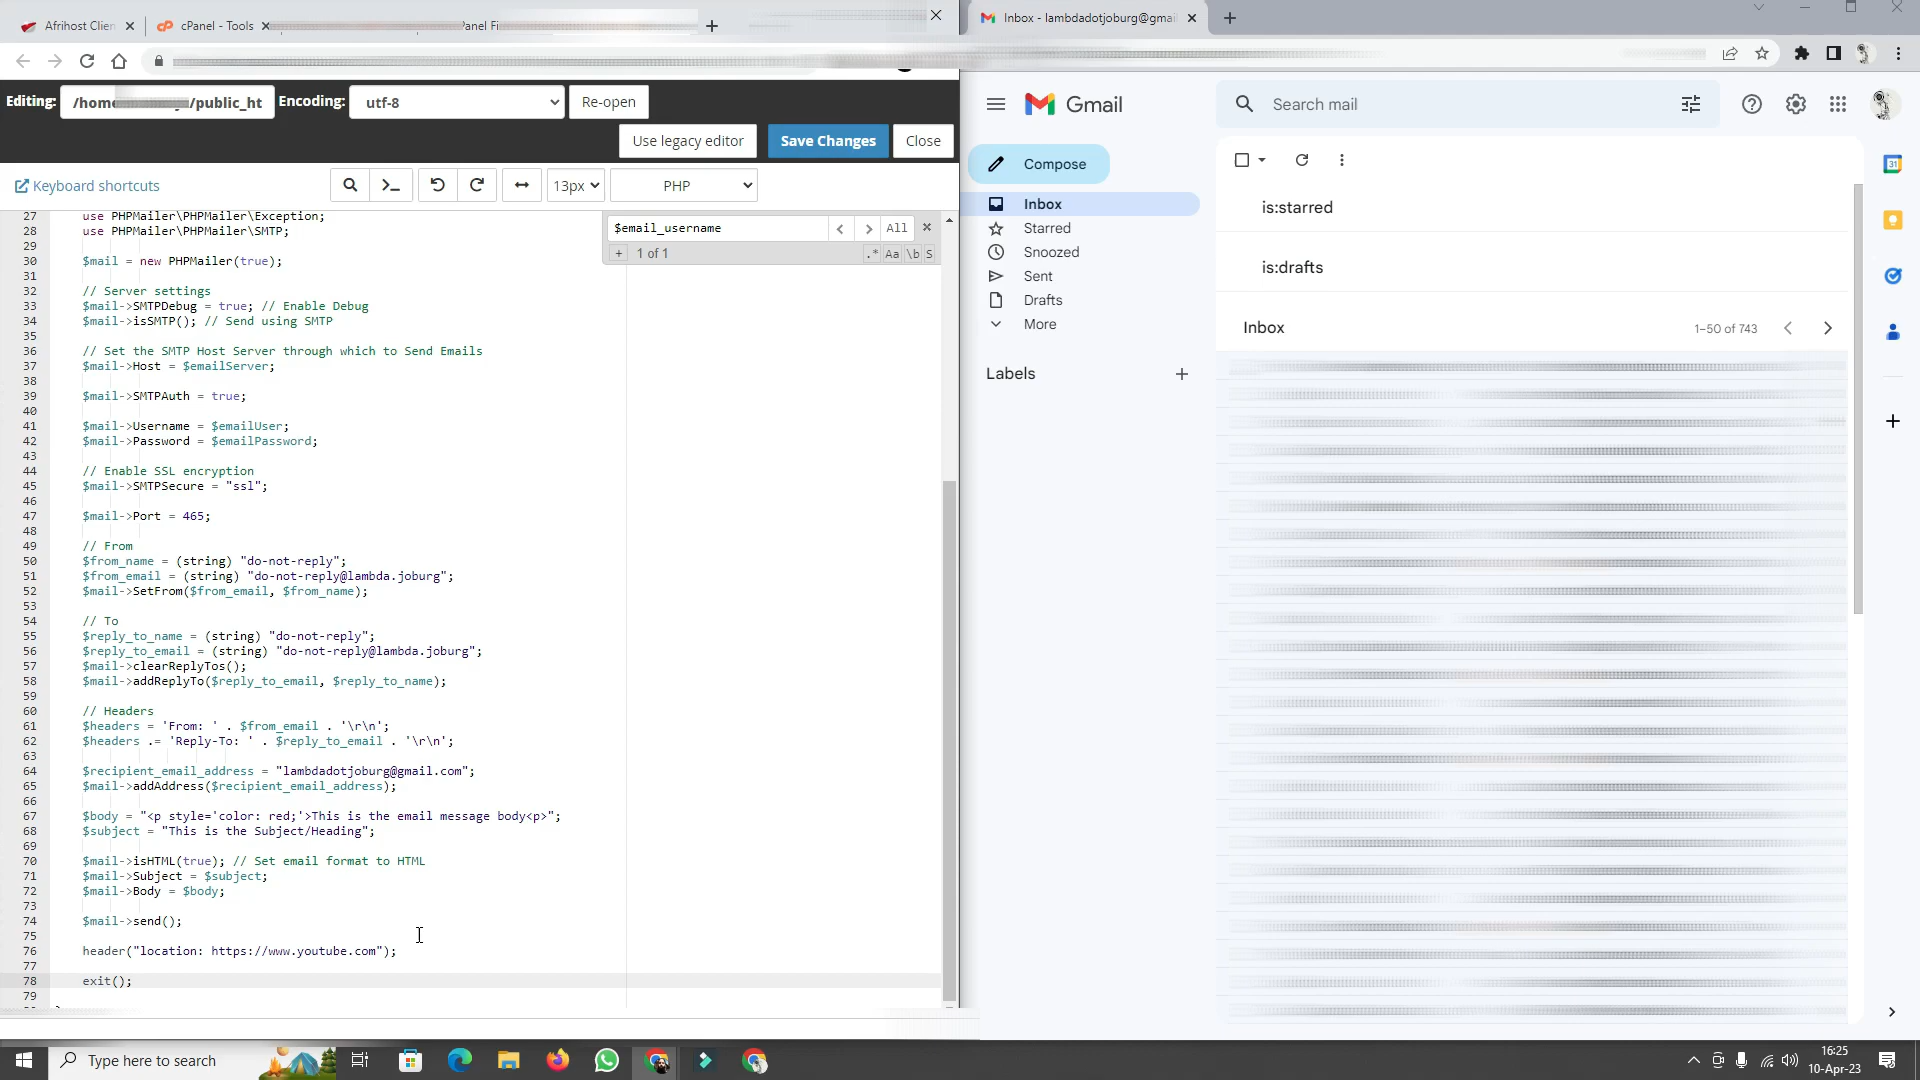 Afrihost Clien
cPanel - Tools
Panel Fi
Inbox - lambdadotjoburg@gmai
Editing:
/home
/public_ht
Encoding:
utf-8
Re-open
Use legacy editor
Save Changes
Close
Keyboard shortcuts
13px
PHP
$email_username
All
1 of 1
.*
Aa
\b
S
27 use PHPMailer\PHPMailer\Exception;
28 use PHPMailer\PHPMailer\SMTP;
29
30 $mail = new PHPMailer(true);
31
32 // Server settings
33 $mail->SMTPDebug = true; // Enable Debug
34 $mail->isSMTP(); // Send using SMTP
35
36 // Set the SMTP Host Server through which to Send Emails
37 $mail->Host = $emailServer;
38
39 $mail->SMTPAuth = true;
40
41 $mail->Username = $emailUser;
42 $mail->Password = $emailPassword;
43
44 // Enable SSL encryption
45 $mail->SMTPSecure = "ssl";
46
47 $mail->Port = 465;
48
49 // From
50 $from_name = (string) "do-not-reply";
51 $from_email = (string) "do-not-reply@lambda.joburg";
52 $mail->SetFrom($from_email, $from_name);
53
54 // To
55 $reply_to_name = (string) "do-not-reply";
56 $reply_to_email = (string) "do-not-reply@lambda.joburg";
57 $mail->clearReplyTos();
58 $mail->addReplyTo($reply_to_email, $reply_to_name);
59
60 // Headers
61 $headers = 'From: ' . $from_email . '\r\n';
62 $headers .= 'Reply-To: ' . $reply_to_email . '\r\n';
63
64 $recipient_email_address = "lambdadotjoburg@gmail.com";
65 $mail->addAddress($recipient_email_address);
66
67 $body = "<p style='color: red;'>This is the email message body<p>";
68 $subject = "This is the Subject/Heading";
69
70 $mail->isHTML(true); // Set email format to HTML
71 $mail->Subject = $subject;
72 $mail->Body = $body;
73
74 $mail->send();
75
76 header("location: https://www.youtube.com");
77
78 exit();
79
Gmail
Search mail
Compose
Inbox
Starred
Snoozed
Sent
Drafts
More
Labels
is:starred
is:drafts
Inbox
1–50 of 743
31
Type here to search
16:25
10-Apr-23